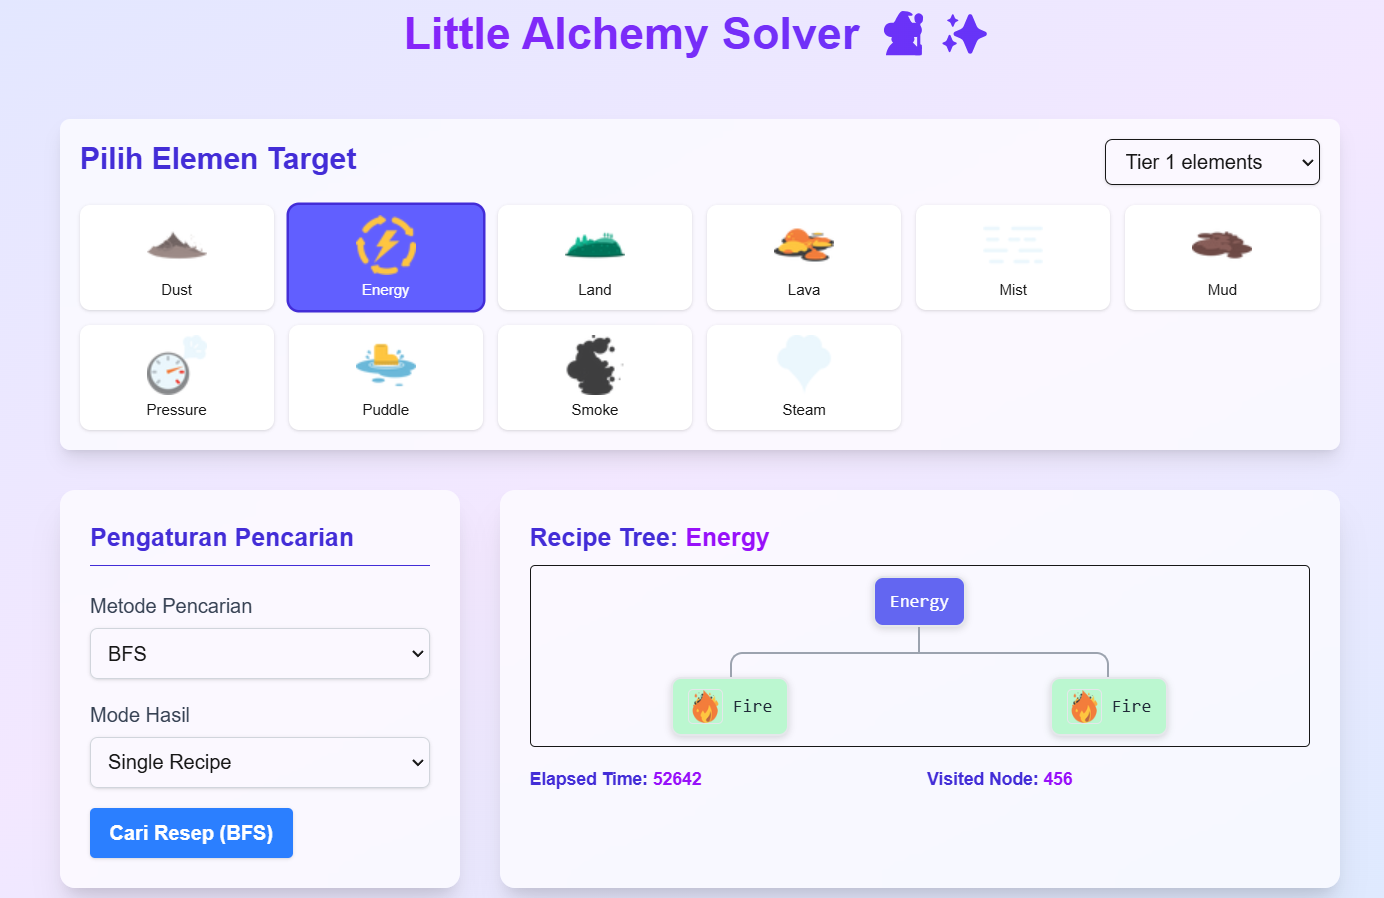 Little Alchemy Solver
Pilih Elemen Target
Tier 1 elements
Dust
Energy
Land
Lava
Mist
Mud
Pressure
Puddle
Smoke
Steam
Pengaturan Pencarian
Metode Pencarian
BFS
Mode Hasil
Single Recipe
Cari Resep (BFS)
Recipe Tree: Energy
Energy
Fire
Fire
Elapsed Time: 52642
Visited Node: 456